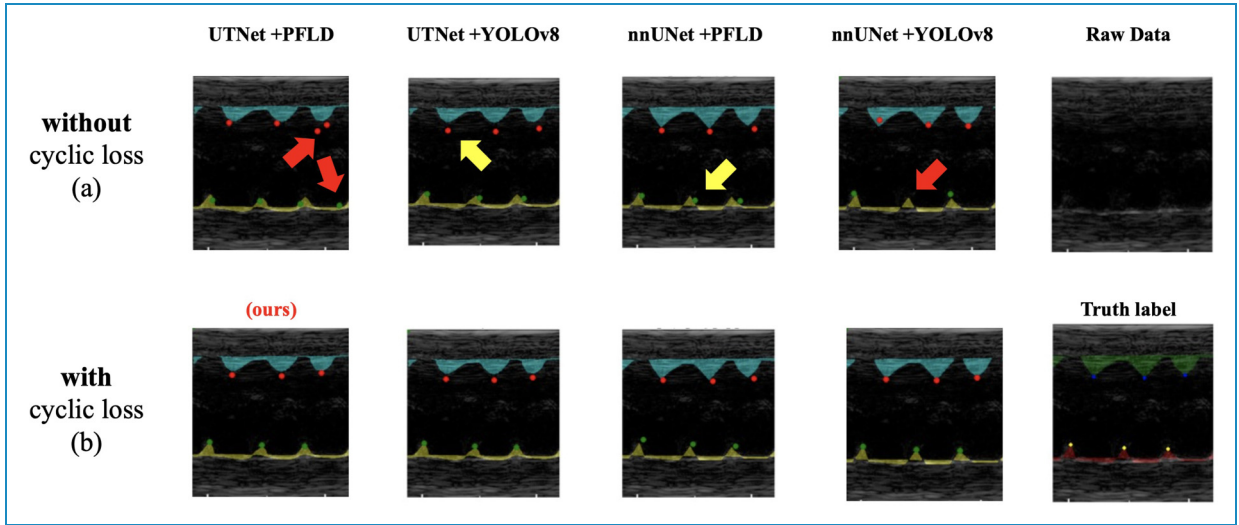 UTNet +PFLD
UTNet +YOLOv8
nnUNet +PFLD
nnUNet +YOLOv8
Raw Data
without
cyclic loss
(a)
(ours)
Truth label
with
cyclic loss
(b)